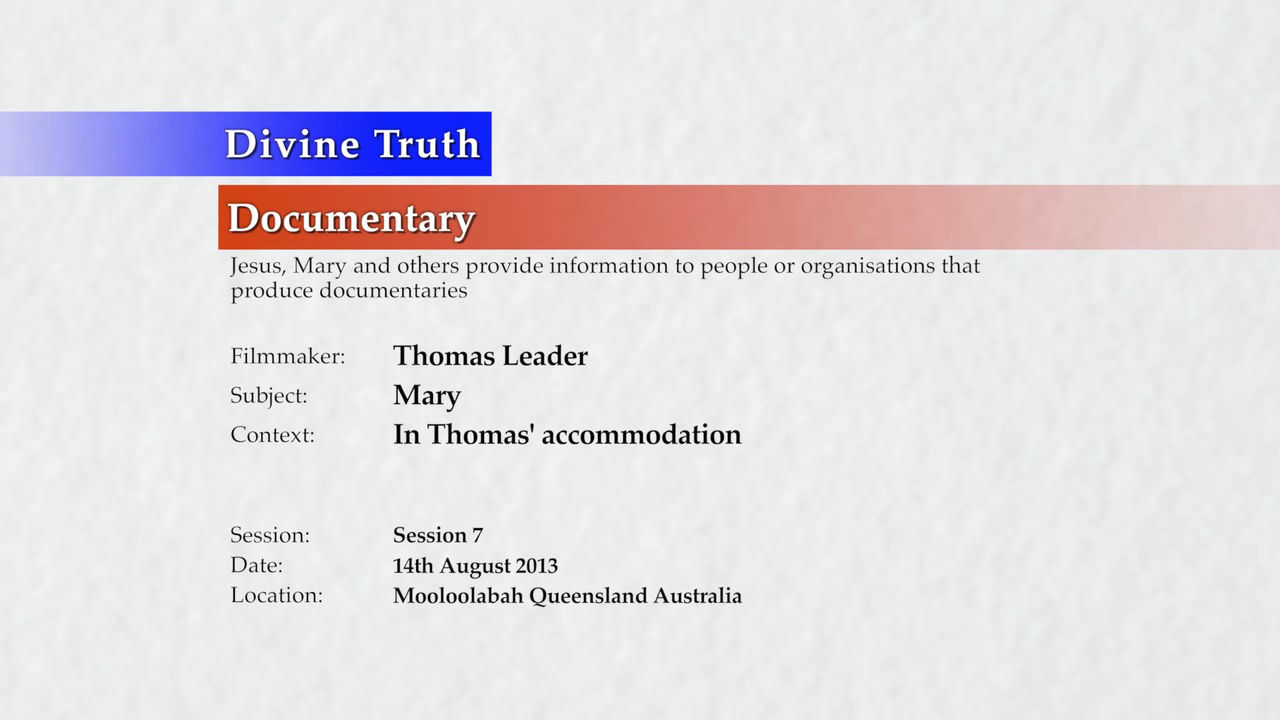 Divine Truth
Documentary
Jesus, Mary and others provide information to people or organisations that
produce documentaries
Filmmaker: Thomas Leader
Subject: Mary
Context: In Thomas' accommodation
Session: Session 7
Date: 14th August 2013
Location: Mooloolabah Queensland Australia